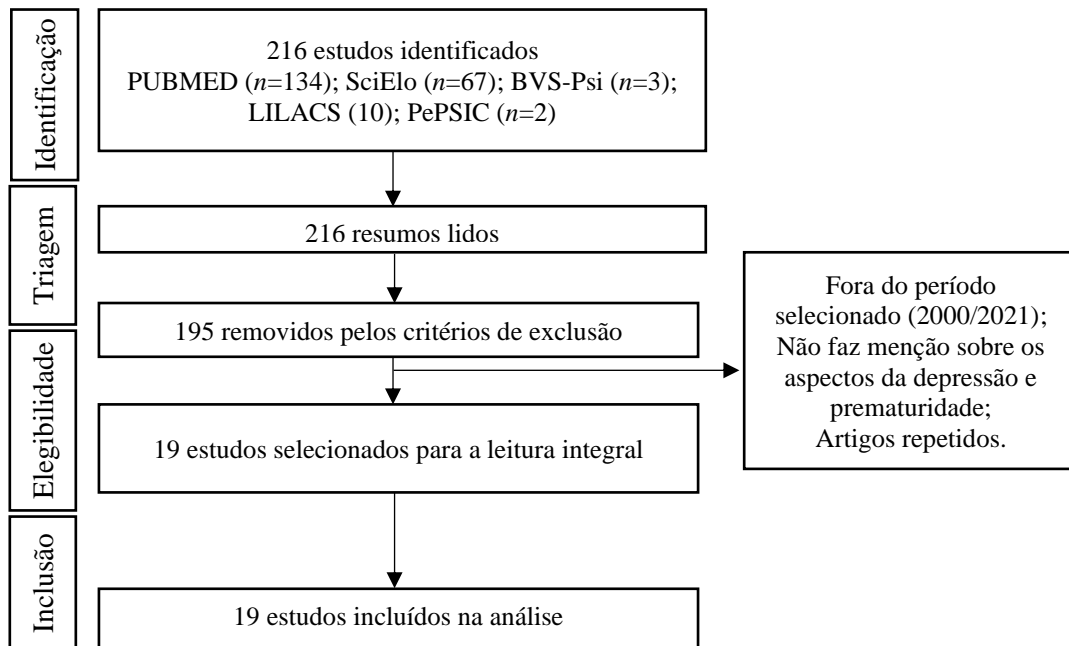 Identificação
216 estudos identificados
PUBMED (n=134); SciElo (n=67); BVS-Psi (n=3);
LILACS (10); PePSIC (n=2)
Triagem
216 resumos lidos
195 removidos pelos critérios de exclusão
Fora do período
selecionado (2000/2021);
Não faz menção sobre os
aspectos da depressão e
prematuridade;
Artigos repetidos.
Elegibilidade
19 estudos selecionados para a leitura integral
Inclusão
19 estudos incluídos na análise